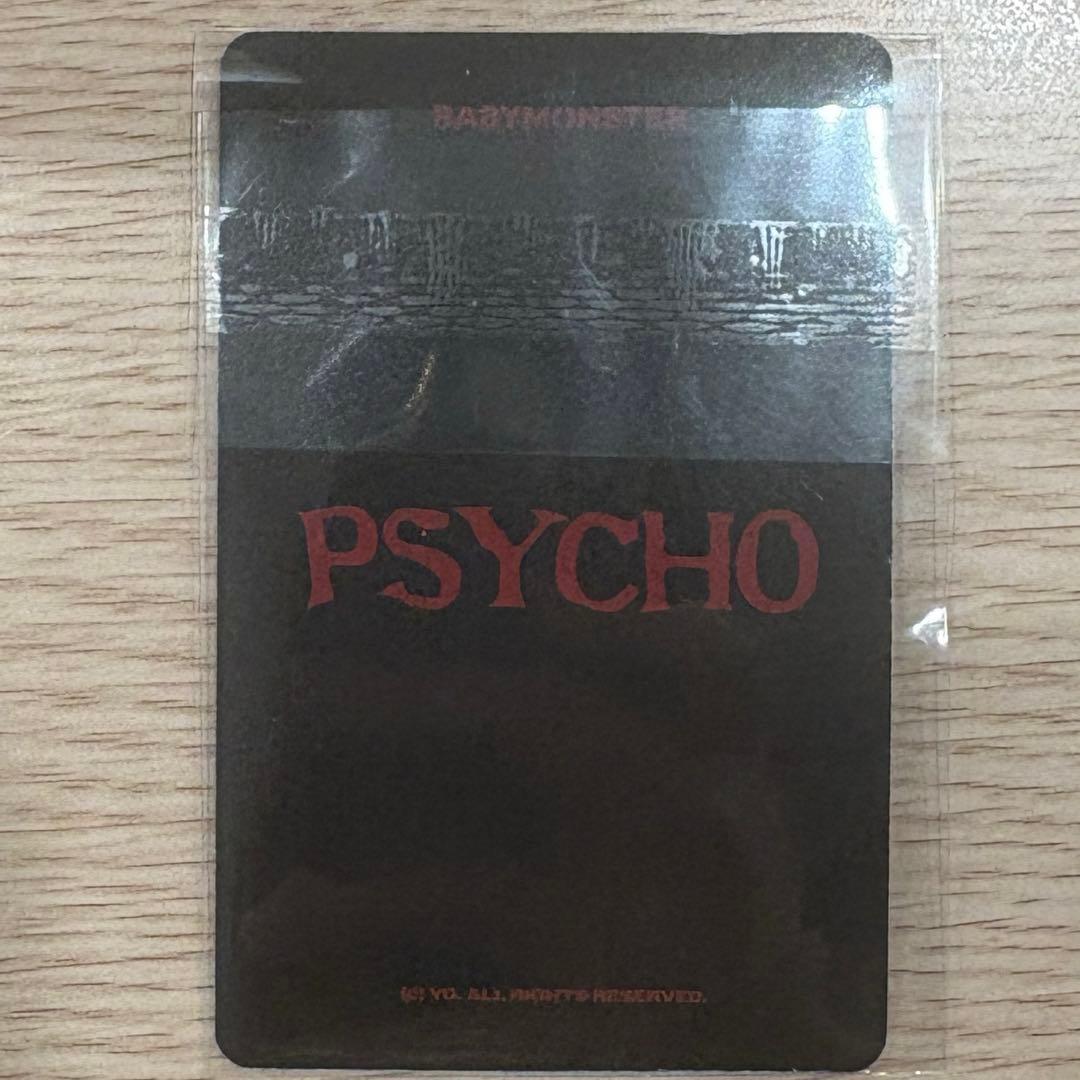 BABYMONSTER
PSYCHO
(C) YG. ALL RIGHTS RESERVED.